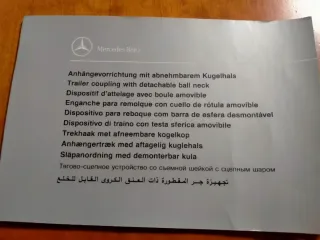 Mercedes-Benz
Anhängevorrichtung mit abnehmbarem Kugelhals
Trailer coupling with detachable ball neck
Dispositif d'attelage avec boule amovible
Enganche para remolque con cuello de rótula amovible
Dispositivo para reboque com barra de esfera desmontável
Dispositivo di traino con testa sferica amovibile
Trekhaak met afneembare kogelkop
Anhængertræk med aftagelig kuglehals
Släpanordning med demonterbar kula
Тягово-сцепное устройство со съемной шейкой с сцепным шаром
تجهيزة جر المقطورة ذات العنق الكروي القابل للخلع